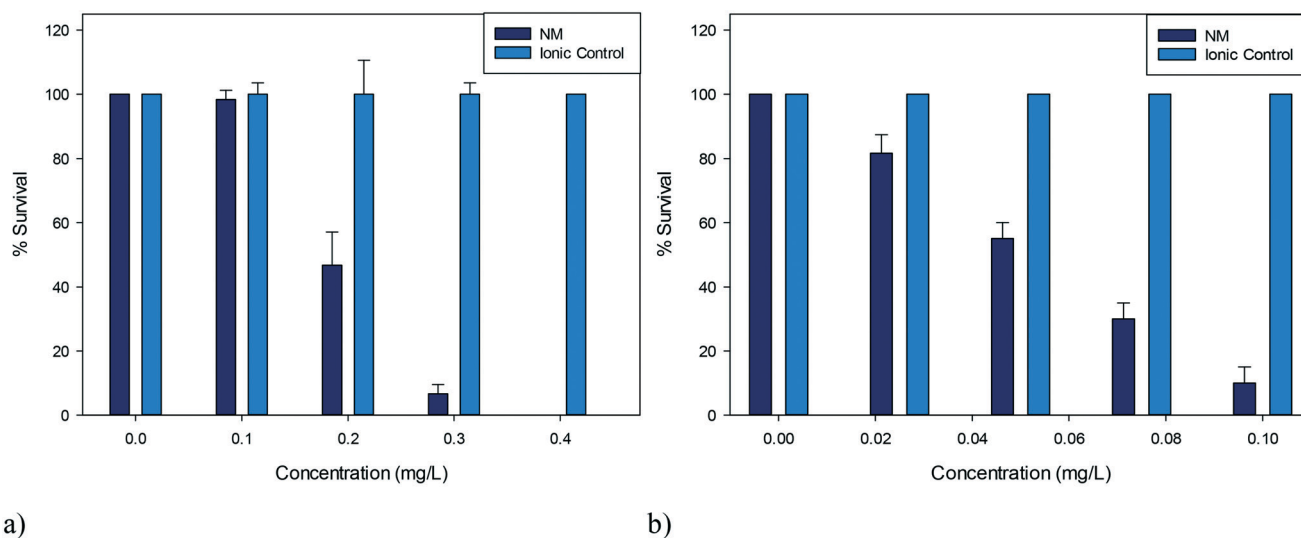 120
100
80
60
40
20
0
% Survival
NM
Ionic Control
0.0 0.1 0.2 0.3 0.4
Concentration (mg/L)
a)
120
100
80
60
40
20
0
% Survival
NM
Ionic Control
0.00 0.02 0.04 0.06 0.08 0.10
Concentration (mg/L)
b)